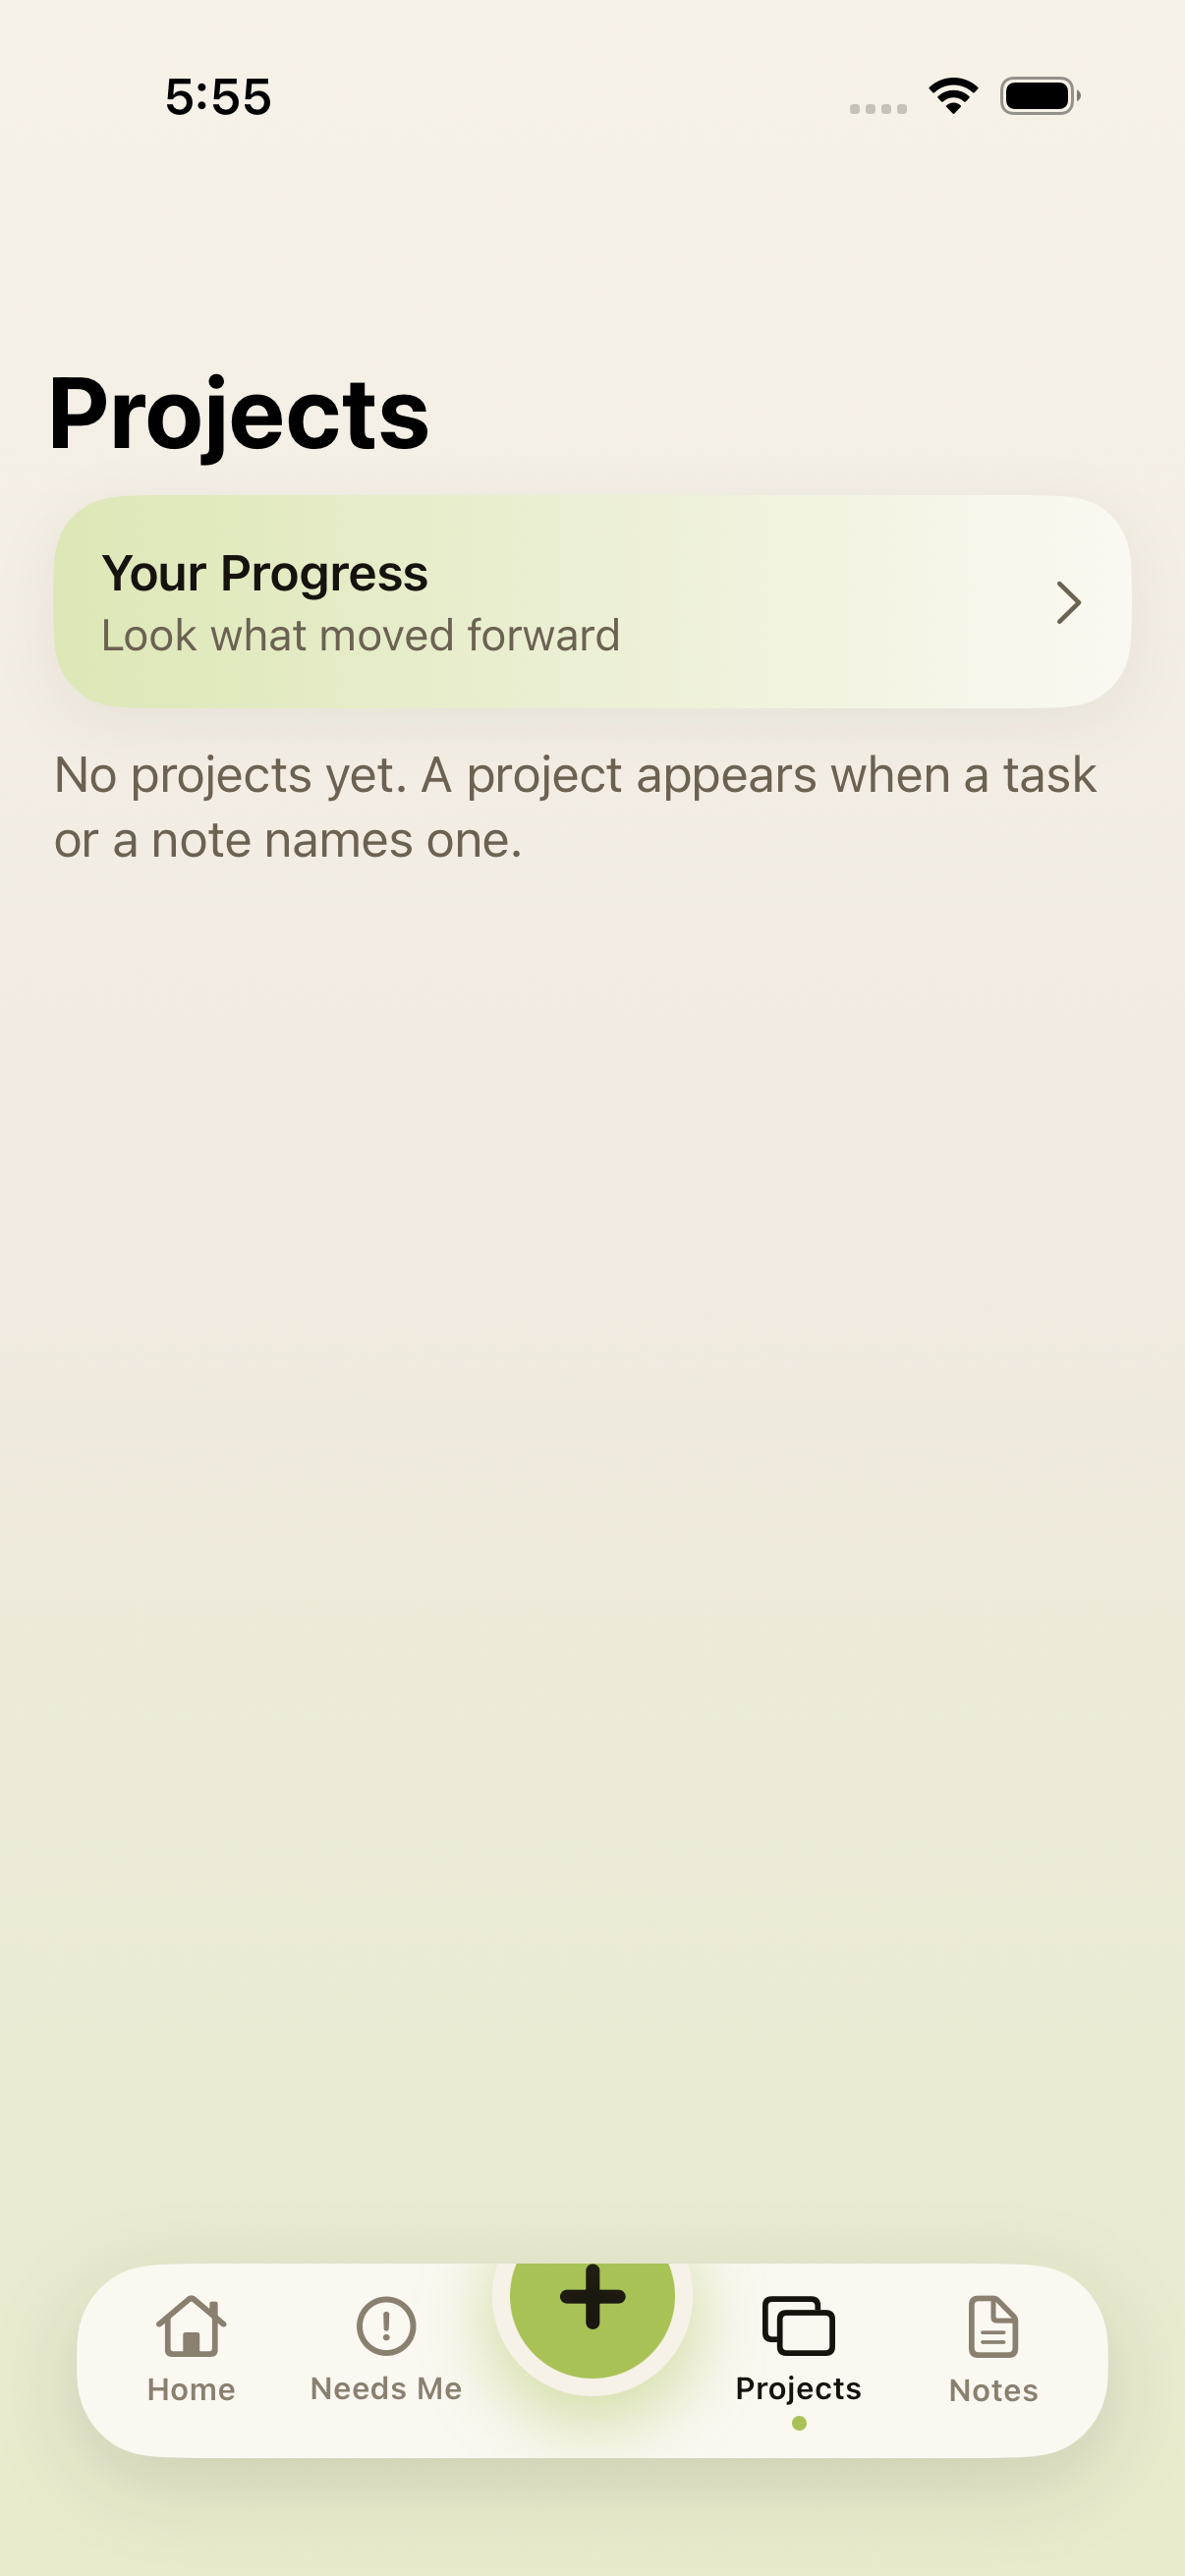 5:55
Projects
Your Progress
Look what moved forward
No projects yet. A project appears when a task
or a note names one.
Home
Needs Me
Projects
Notes